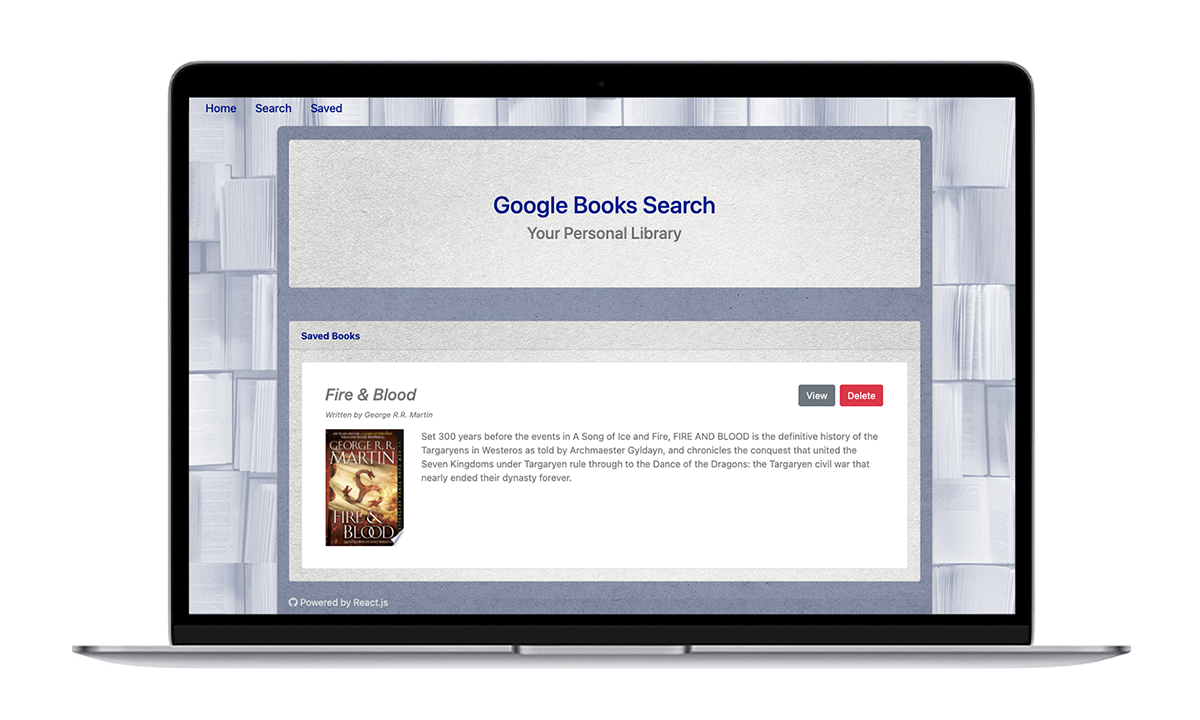 Home Search Saved
Google Books Search
Your Personal Library
Saved Books
Fire & Blood
View Delete
Written by George R.R. Martin
Set 300 years before the events in A Song of Ice and Fire, FIRE AND BLOOD is the definitive history of the
Targaryens in Westeros as told by Archmaester Gyldayn, and chronicles the conquest that united the
Seven Kingdoms under Targaryen rule through to the Dance of the Dragons: the Targaryen civil war that
nearly ended their dynasty forever.
GEORGE R. R.
MARTIN
FIRE &
BLOOD
Powered by React.js